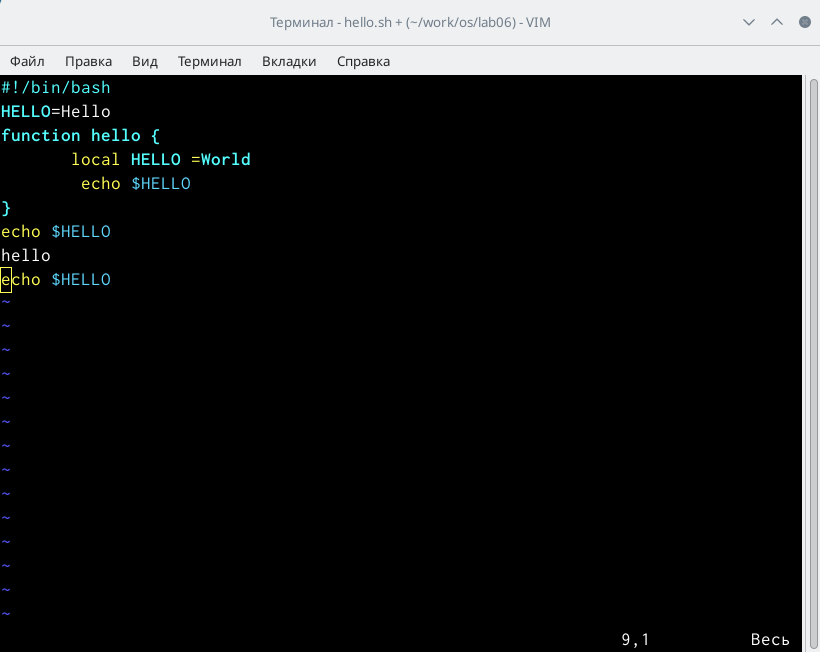 Терминал - hello.sh + (~/work/os/lab06) - VIM
Файл Правка Вид Терминал Вкладки Справка
#!/bin/bash
HELLO=Hello
function hello {
       local HELLO =World
        echo $HELLO
}
echo $HELLO
hello
echo $HELLO
~
~
~
~
~
~
~
~
~
~
~
~
~
~
9,1 Весь